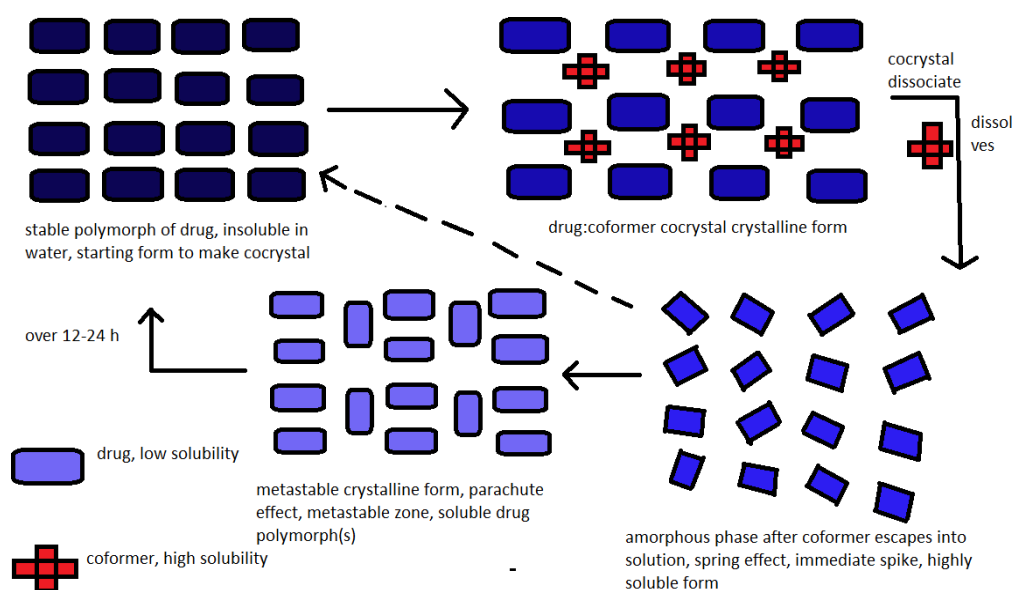 cocrystal
dissociate
dissol
ves
stable polymorph of drug, insoluble in
water, starting form to make cocrystal
drug:coformer cocrystal crystalline form
over 12-24 h
drug, low solubility
metastable crystalline form, parachute
effect, metastable zone, soluble drug
polymorph(s)
amorphous phase after coformer escapes into
solution, spring effect, immediate spike, highly
soluble form
coformer, high solubility
-